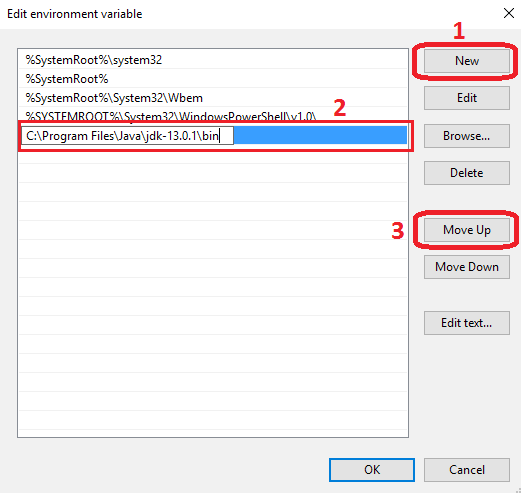 Edit environment variable
1
%SystemRoot%\system32
New
%SystemRoot%
%SystemRoot%\System32\Wbem
Edit
%SYSTEMROOT%\System32\WindowsPowerShell\v1.0\
2
C:\Program Files\Java\jdk-13.0.1\bin
Browse...
Delete
3
Move Up
Move Down
Edit text...
OK
Cancel